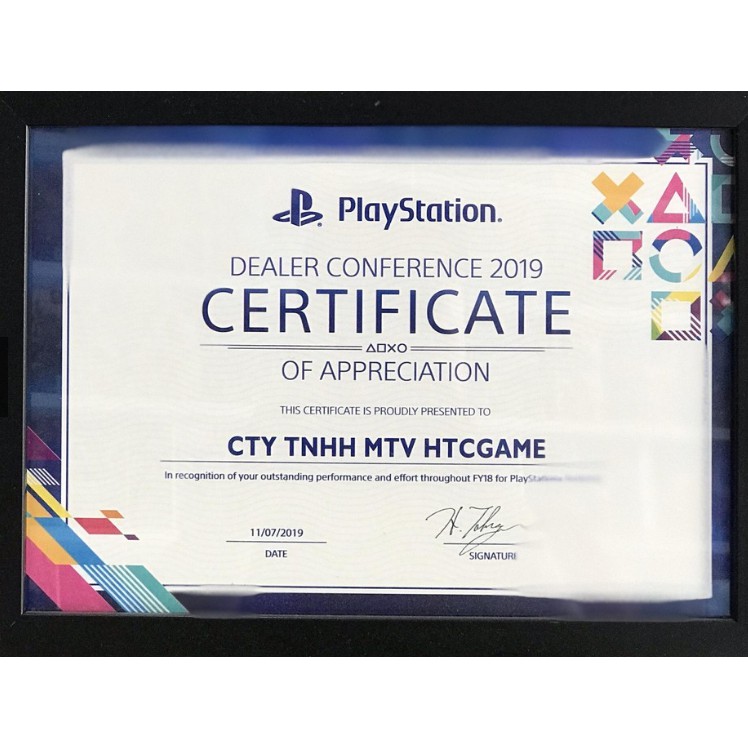 PlayStation.
DEALER CONFERENCE 2019
CERTIFICATE
OF APPRECIATION
THIS CERTIFICATE IS PROUDLY PRESENTED TO
CTY TNHH MTV HTCGAME
In recognition of your outstanding performance and effort throughout FY18 for PlayStation
11/07/2019
DATE
SIGNATURE